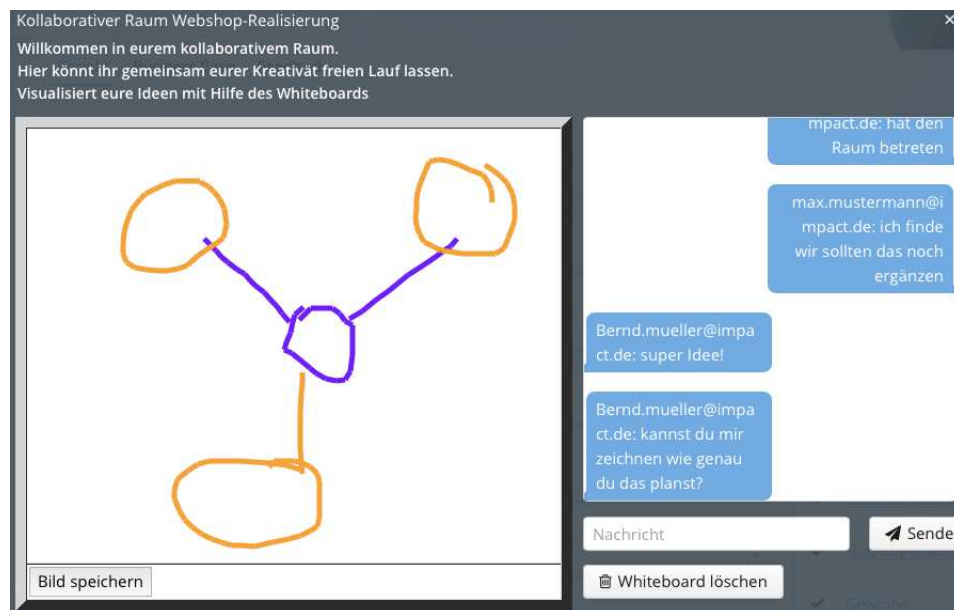 Kollaborativer Raum Webshop-Realisierung
Willkommen in eurem kollaborativem Raum.
Hier könnt ihr gemeinsam eurer Kreativät freien Lauf lassen.
Visualisiert eure Ideen mit Hilfe des Whiteboards
mpact.de: hat den
Raum betreten
max.mustermann@i
mpact.de: ich finde
wir sollten das noch
ergänzen
Bernd.mueller@impa
ct.de: super Idee!
Bernd.mueller@impa
ct.de: kannst du mir
zeichnen wie genau
du das planst?
Nachricht
Sende
Bild speichern
Whiteboard löschen